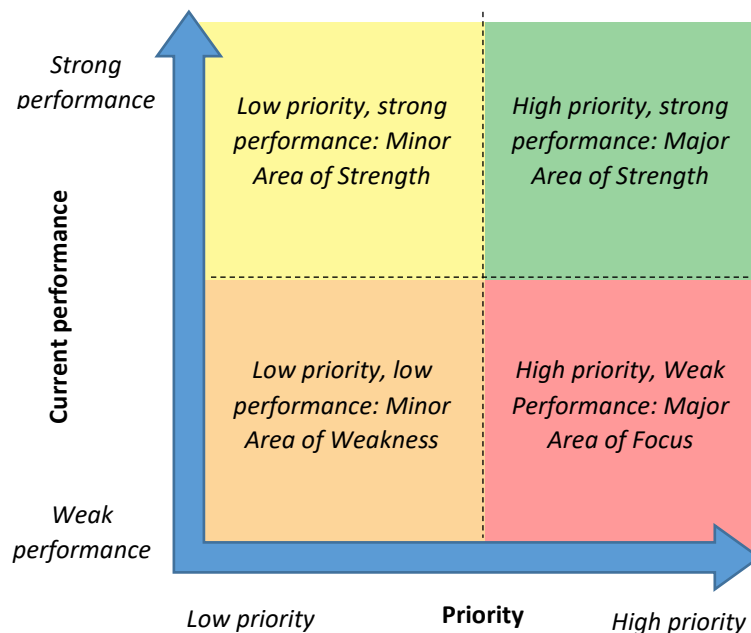 Strong
performance
Low priority, strong
performance: Minor
Area of Strength
High priority, strong
performance: Major
Area of Strength
Current performance
Low priority, low
performance: Minor
Area of Weakness
High priority, Weak
Performance: Major
Area of Focus
Weak
performance
Low priority
Priority
High priority